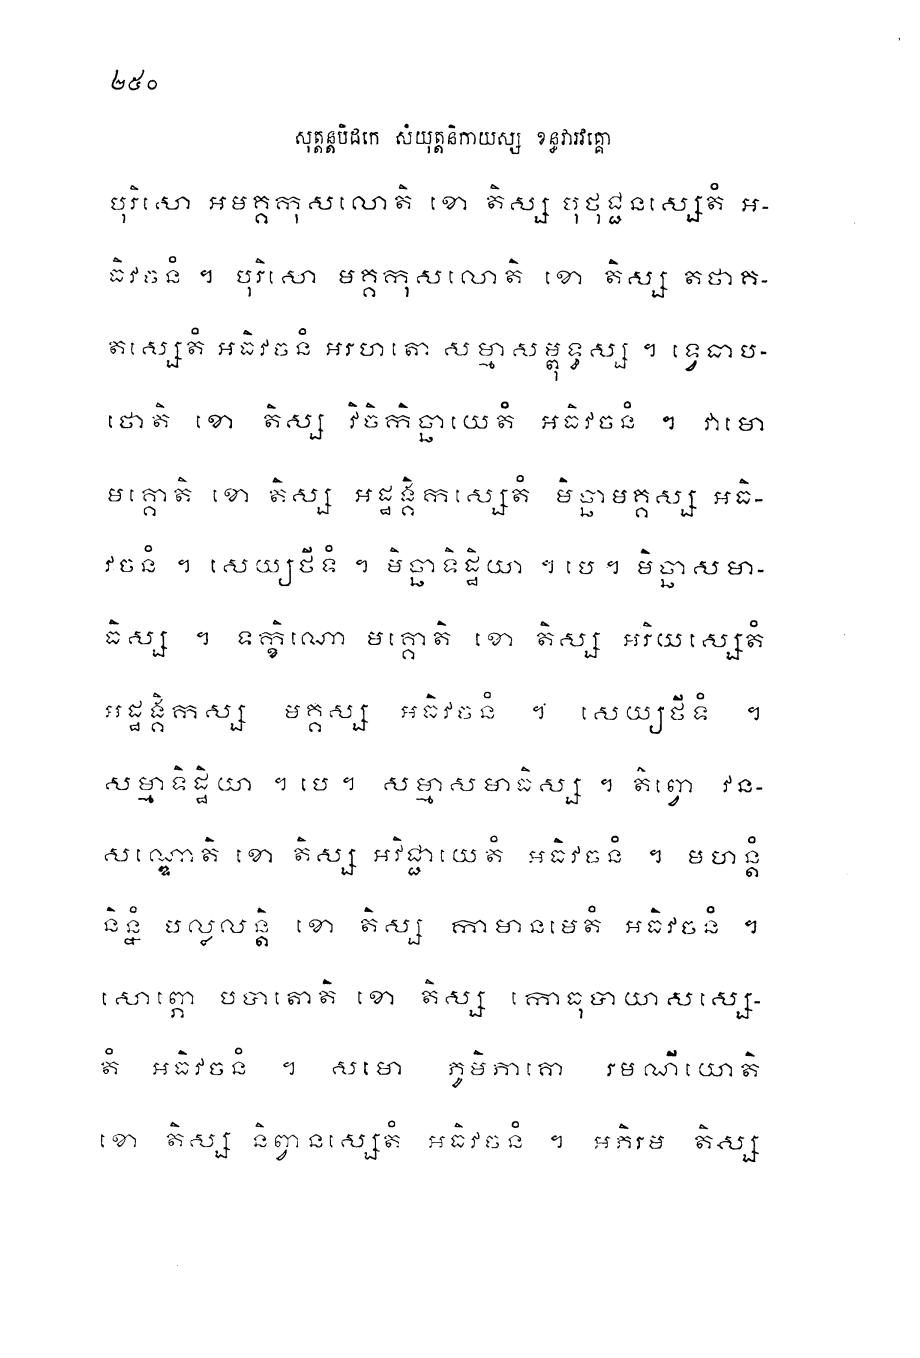 ២៥០
សុត្តន្តបិដកេ សំយុត្តនិកាយស្ស ខន្ធវារវគ្គោ
បុរិសោ អមគ្គកុសលោតិ ខោ តិស្ស បុថុជ្ជនស្សេតំ អ-
ធិវចនំ ។ បុរិសោ មគ្គកុសលោតិ ខោ តិស្ស តថាគ-
តស្សេតំ អធិវចនំ អរហតោ សម្មាសម្ពុទ្ធស្ស ។ ទ្វេធាប-
ថោតិ ខោ តិស្ស វិចិកិច្ឆាយេតំ អធិវចនំ ។ វាមោ
មគ្គោតិ ខោ តិស្ស អដ្ឋង្គិកស្សេតំ មិច្ឆាមគ្គស្ស អធិ-
វចនំ ។ សេយ្យថីទំ ។ មិច្ឆាទិដ្ឋិយា ។ បេ ។ មិច្ឆាសមា-
ធិស្ស ។ ទក្ខិណោ មគ្គោតិ ខោ តិស្ស អរិយស្សេតំ
អដ្ឋង្គិកស្ស មគ្គស្ស អធិវចនំ ។ សេយ្យថីទំ ។
សម្មាទិដ្ឋិយា ។ បេ ។ សម្មាសមាធិស្ស ។ តិព្វោ វន-
សណ្ឌោតិ ខោ តិស្ស អវិជ្ជាយេតំ អធិវចនំ ។ មហន្តំ
និន្នំ បល្លលន្តិ ខោ តិស្ស កាមានមេតំ អធិវចនំ ។
សោព្ភោ បបាតោតិ ខោ តិស្ស កោធុបាយាសស្សេ-
តំ អធិវចនំ ។ សមោ ភូមិភាគោ រមណីយោតិ
ខោ តិស្ស និព្វានស្សេតំ អធិវចនំ ។ អភិរម តិស្ស